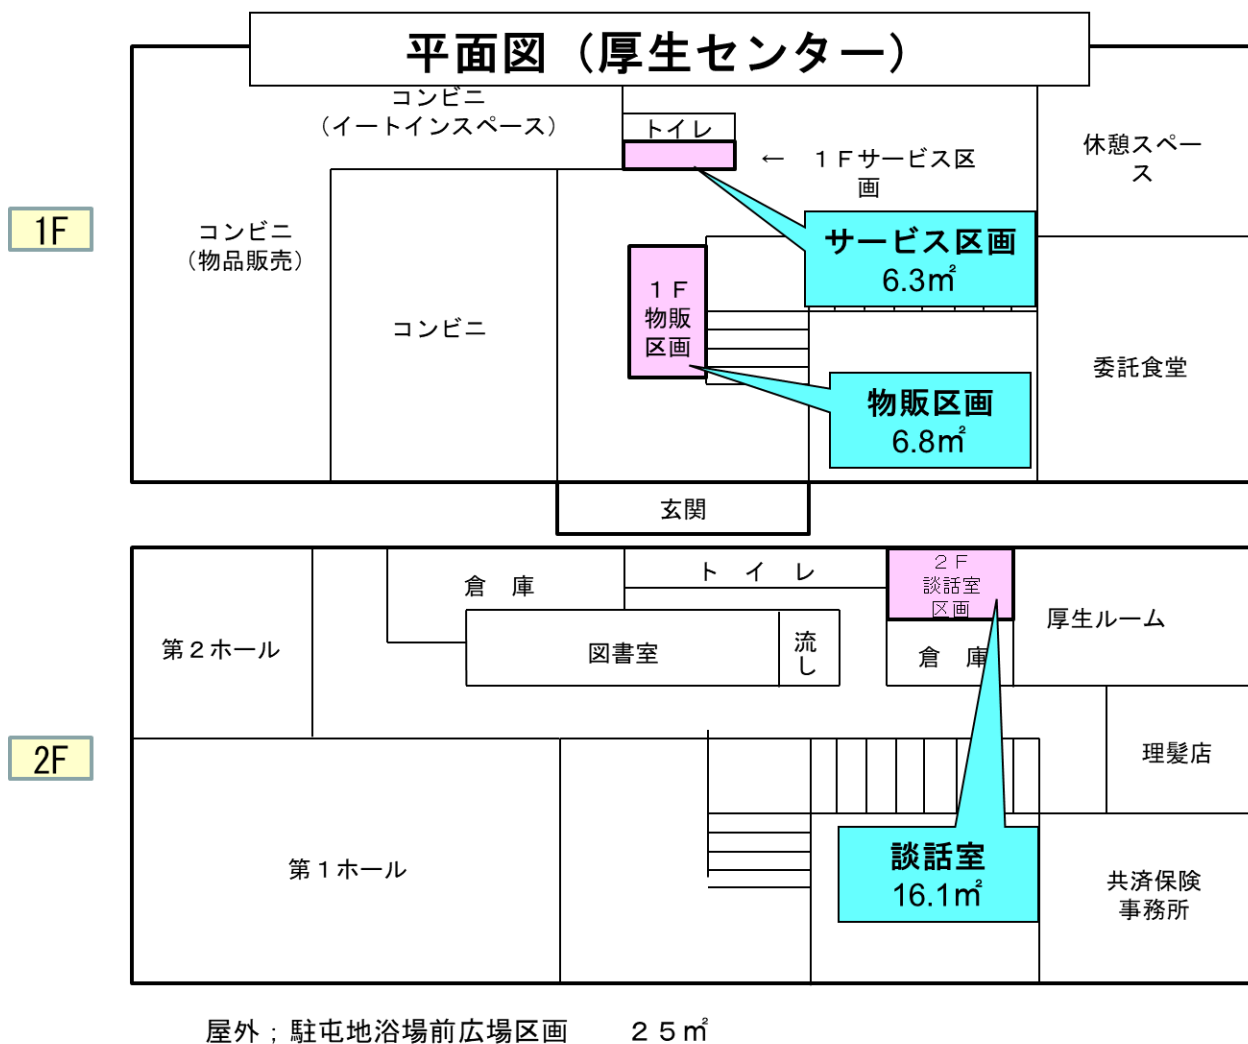 平面図（厚生センター）
コンビニ
（イートインスペース）
トイレ
←　１Ｆサービス区
画
休憩スペー
ス
1F
コンビニ
（物品販売）
サービス区画
6.3㎡
１Ｆ
物販
区画
コンビニ
委託食堂
物販区画
6.8㎡
玄関
２Ｆ
談話室
区画
倉　庫
ト　イ　レ
厚生ルーム
第２ホール
図書室
流
し
倉　庫
2F
理髪店
第１ホール
談話室
16.1㎡
共済保険
事務所
屋外；駐屯地浴場前広場区画　　２５㎡